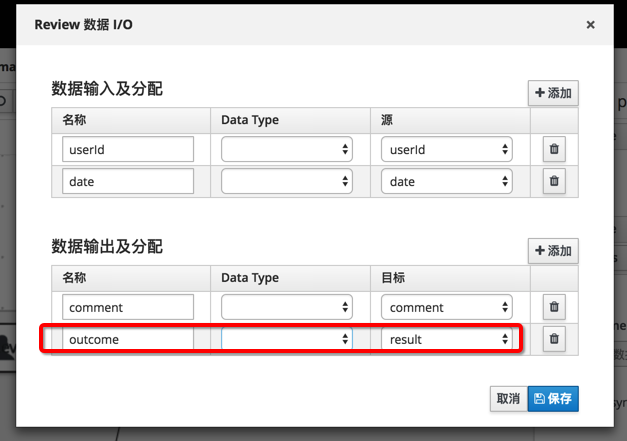 Review 数据 I/O ×
ma
数据输入及分配 添加
名称 Data Type 源
userId userId
date date
数据输出及分配 添加
名称 Data Type 目标
comment comment
outcome result
取消 保存